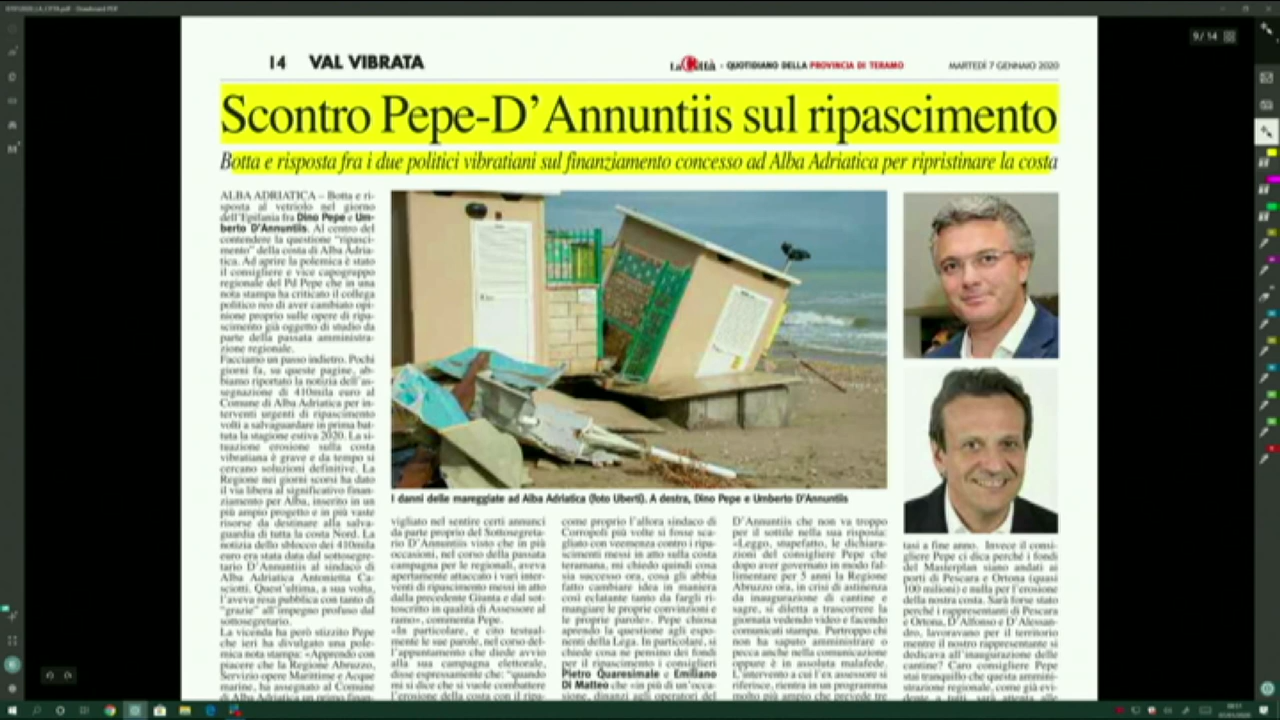 9 / 14
14 VAL VIBRATA
La Città - QUOTIDIANO DELLA PROVINCIA DI TERAMO
MARTEDÌ 7 GENNAIO 2020
Scontro Pepe-D'Annuntiis sul ripascimento
Botta e risposta fra i due politici vibratiani sul finanziamento concesso ad Alba Adriatica per ripristinare la costa
ALBA ADRIATICA – Botta e ri-
sposta al vetriolo nel giorno
dell'Epifania fra Dino Pepe e Um-
berto D'Annuntiis. Al centro del
contendere la questione "ripasci-
mento" della costa di Alba Adria-
tica. Ad aprire la polemica è stato
il consigliere e vice capogruppo
regionale del Pd Pepe che in una
nota stampa ha criticato il collega
politico reo di aver cambiato opi-
nione proprio sulle opere di ripa-
scimento già oggetto di studio da
parte della passata amministra-
zione regionale.
Facciamo un passo indietro. Pochi
giorni fa, su queste pagine, ab-
biamo riportato la notizia dell'as-
segnazione di 410mila euro al
Comune di Alba Adriatica per in-
terventi urgenti di ripascimento
volti a salvaguardare in prima bat-
tuta la stagione estiva 2020. La si-
tuazione erosione sulla costa
vibratiana è grave e da tempo si
cercano soluzioni definitive. La
Regione nei giorni scorsi ha dato
il via libera al significativo finan-
ziamento per Alba, inserito in un
più ampio progetto e in più vaste
risorse da destinare alla salva-
guardia di tutta la costa Nord. La
notizia dello sblocco dei 410mila
euro era stata data dal sottosegre-
tario D'Annuntiis al sindaco di
Alba Adriatica Antonietta Ca-
sciotti. Quest'ultima, a sua volta,
l'aveva resa pubblica con tanto di
"grazie" all'impegno profuso dal
sottosegretario.
La vicenda ha però stizzito Pepe
che ieri ha divulgato una pole-
mica nota stampa: «Apprendo con
piacere che la Regione Abruzzo,
Servizio opere Marittime e Acque
marine, ha assegnato al Comune
di Alba Adriatica un primo finan-
I danni delle mareggiate ad Alba Adriatica (foto Uberti). A destra, Dino Pepe e Umberto D'Annuntiis
vigliato nel sentire certi annunci
da parte proprio del Sottosegreta-
rio D'Annuntiis visto che in più
occasioni, nel corso della passata
campagna per le regionali, aveva
apertamente attaccato i vari inter-
venti di ripascimento messi in atto
dalla precedente Giunta e dal sot-
toscritto in qualità di Assessore al
ramo», commenta Pepe.
«In particolare, e cito testual-
mente le sue parole, nel corso del-
l'appuntamento che diede avvio
alla sua campagna elettorale,
disse espressamente che: "quando
mi si dice che si vuole combattere
l'erosione della costa con il ripa-
come proprio l'allora sindaco di
Corropoli più volte si fosse sca-
gliato con veemenza contro i ripa-
scimenti messi in atto sulla costa
teramana, mi chiedo quindi cosa
sia successo ora, cosa gli abbia
fatto cambiare idea in maniera
così eclatante tanto da fargli ri-
mangiare le proprie convinzioni e
le proprie parole». Pepe chiosa
aprendo la questione agli espo-
nenti della Lega. In particolare, si
chiede cosa ne pensino dei fondi
per il ripascimento i consiglieri
Pietro Quaresimale e Emiliano
Di Matteo che «in più di un'occa-
sione, dinanzi agli operatori del
D'Annuntiis che non va troppo
per il sottile nella sua risposta:
«Leggo, stupefatto, le dichiara-
zioni del consigliere Pepe che
dopo aver governato in modo fal-
limentare per 5 anni la Regione
Abruzzo ora, in crisi di astinenza
da inaugurazione di cantine e
sagre, si diletta a trascorrere la
giornata vedendo video e facendo
comunicati stampa. Purtroppo chi
non ha saputo amministrare o
pecca anche nella comunicazione
oppure è in assoluta malafede.
L'intervento a cui l'ex assessore si
riferisce, rientra in un programma
molto più ampio che prevede tre
tasi a fine anno. Invece il consi-
gliere Pepe ci dica perché i fondi
del Masterplan siano andati ai
porti di Pescara e Ortona (quasi
100 milioni) e nulla per l'erosione
della nostra costa. Sarà forse stato
perché i rappresentanti di Pescara
e Ortona, D'Alfonso e D'Alessan-
dro, lavoravano per il territorio
mentre il nostro rappresentante si
dedicava all'inaugurazione delle
cantine? Caro consigliere Pepe
stai tranquillo che questa ammini-
strazione regionale, come già evi-